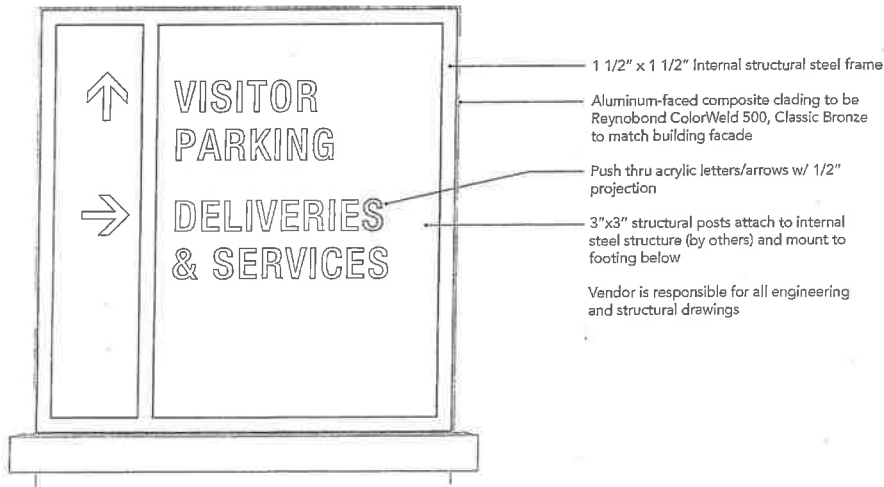 VISITOR
PARKING
DELIVERIES
& SERVICES
1 1/2" x 1 1/2" Internal structural steel frame
Aluminum-faced composite clading to be
Reynobond ColorWeld 500, Classic Bronze
to match building facade
Push thru acrylic letters/arrows w/ 1/2"
projection
3"x3" structural posts attach to internal
steel structure (by others) and mount to
footing below
Vendor is responsible for all engineering
and structural drawings